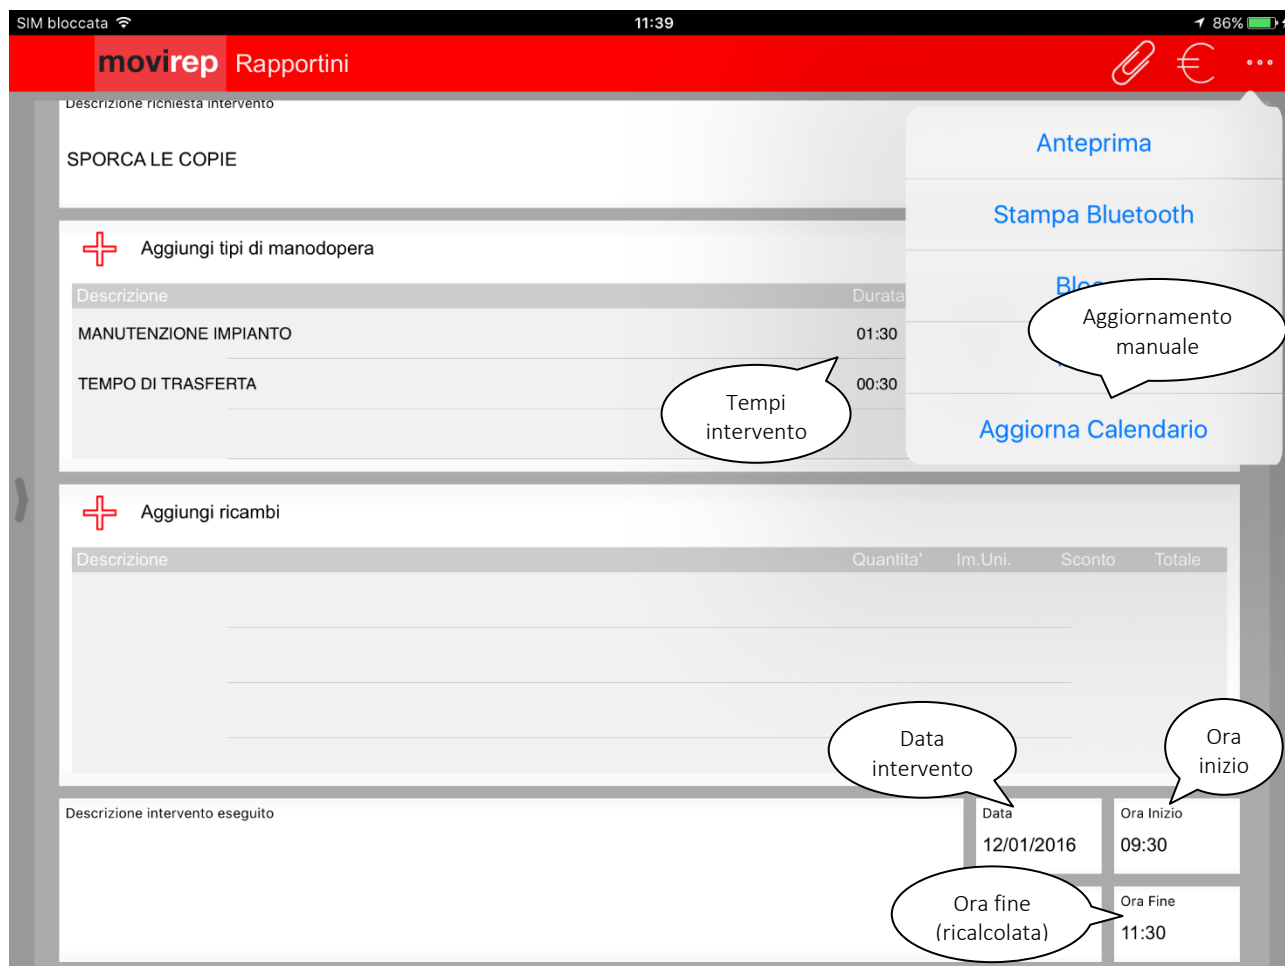 SIM bloccata 11:39 86%
movirep Rapportini
Descrizione richiesta intervento
SPORCA LE COPIE
Anteprima
Stampa Bluetooth
Aggiornamento
manuale
Aggiorna Calendario
Aggiungi tipi di manodopera
Descrizione Durata
MANUTENZIONE IMPIANTO 01:30
TEMPO DI TRASFERTA 00:30
Tempi
intervento
Aggiungi ricambi
Descrizione Quantita' Im.Uni. Sconto Totale
Data
intervento
Ora
inizio
Descrizione intervento eseguito
Data
12/01/2016
Ora Inizio
09:30
Ora fine
(ricalcolata)
Ora Fine
11:30